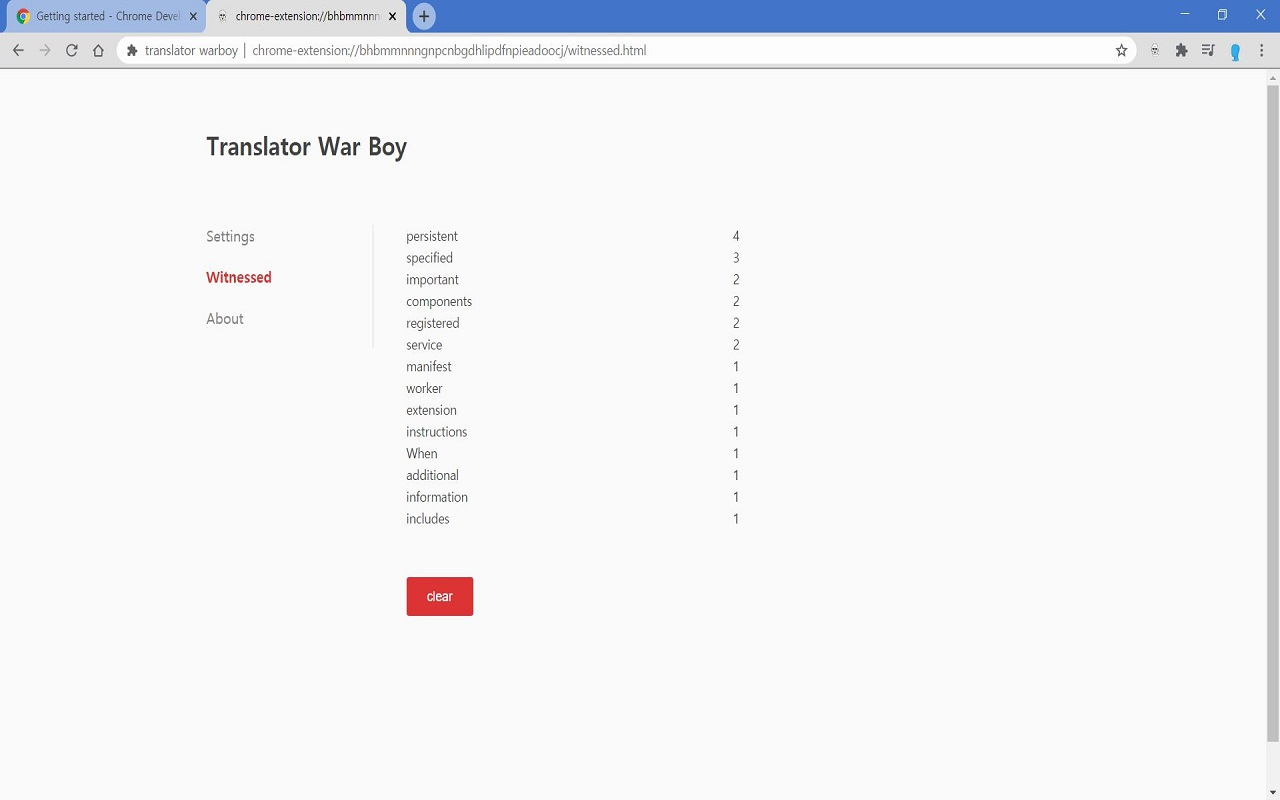 Getting started - Chrome Devel
chrome-extension://bhbmmnnn
translator warboy | chrome-extension://bhbmmnnngnpcnbgdhlipdfnpieadoocj/witnessed.html
Translator War Boy
Settings
Witnessed
About
persistent 4
specified 3
important 2
components 2
registered 2
service 2
manifest 1
worker 1
extension 1
instructions 1
When 1
additional 1
information 1
includes 1
clear